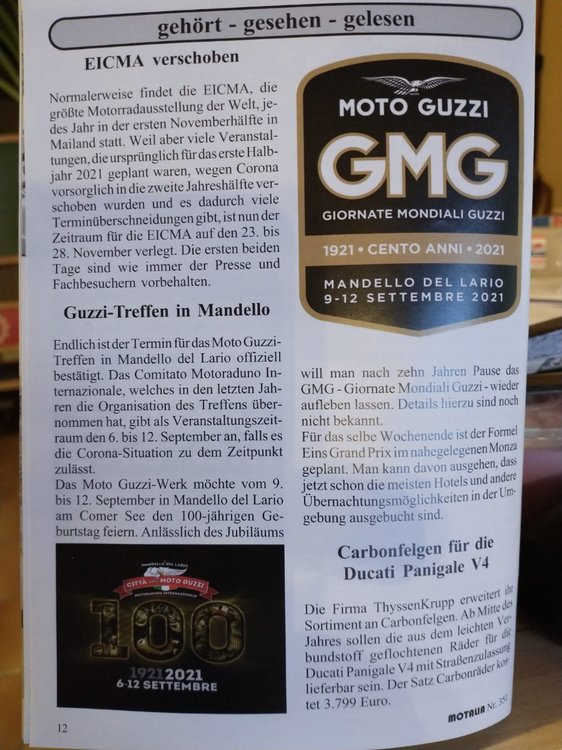 gehört - gesehen - gelesen
EICMA verschoben
Normalerweise findet die EICMA, die
größte Motorradausstellung der Welt, je-
des Jahr in der ersten Novemberhälfte in
Mailand statt. Weil aber viele Veranstal-
tungen, die ursprünglich für das erste Halb-
jahr 2021 geplant waren, wegen Corona
vorsorglich in die zweite Jahreshälfte ver-
schoben wurden und es dadurch viele
Terminüberschneidungen gibt, ist nun der
Zeitraum für die EICMA auf den 23. bis
28. November verlegt. Die ersten beiden
Tage sind wie immer der Presse und
Fachbesuchern vorbehalten.
Guzzi-Treffen in Mandello
Endlich ist der Termin für das Moto Guzzi-
Treffen in Mandello del Lario offiziell
bestätigt. Das Comitato Motoraduno In-
ternazionale, welches in den letzten Jah-
ren die Organisation des Treffens über-
nommen hat, gibt als Veranstaltungszeit-
raum den 6. bis 12. September an, falls es
die Corona-Situation zu dem Zeitpunkt
zulässt.
Das Moto Guzzi-Werk möchte vom 9.
bis 12. September in Mandello del Lario
am Comer See den 100-jährigen Ge-
burtstag feiern. Anlässlich des Jubiläums
MANDELLO DEL LARIO
CITTÀ DELLA MOTO GUZZI
MOTORADUNO INTERNAZIONALE
100
1921 2021
6-12 SETTEMBRE
12
MOTO GUZZI
GMG
GIORNATE MONDIALI GUZZI
1921 • CENTO ANNI • 2021
MANDELLO DEL LARIO
9-12 SETTEMBRE 2021
will man nach zehn Jahren Pause das
GMG - Giornate Mondiali Guzzi - wieder
aufleben lassen. Details hierzu sind noch
nicht bekannt.
Für das selbe Wochenende ist der Formel
Eins Grand Prix im nahegelegenen Monza
geplant. Man kann davon ausgehen, dass
jetzt schon die meisten Hotels und andere
Übernachtungsmöglichkeiten in der Um-
gebung ausgebucht sind.
Carbonfelgen für die
Ducati Panigale V4
Die Firma ThyssenKrupp erweitert ihr
Sortiment an Carbonfelgen. Ab Mitte des
Jahres sollen die aus dem leichten Ver-
bundstoff geflochtenen Räder für die
Ducati Panigale V4 mit Straßenzulassung
lieferbar sein. Der Satz Carbonräder kos-
tet 3.799 Euro.
MOTALIA Nr. 351